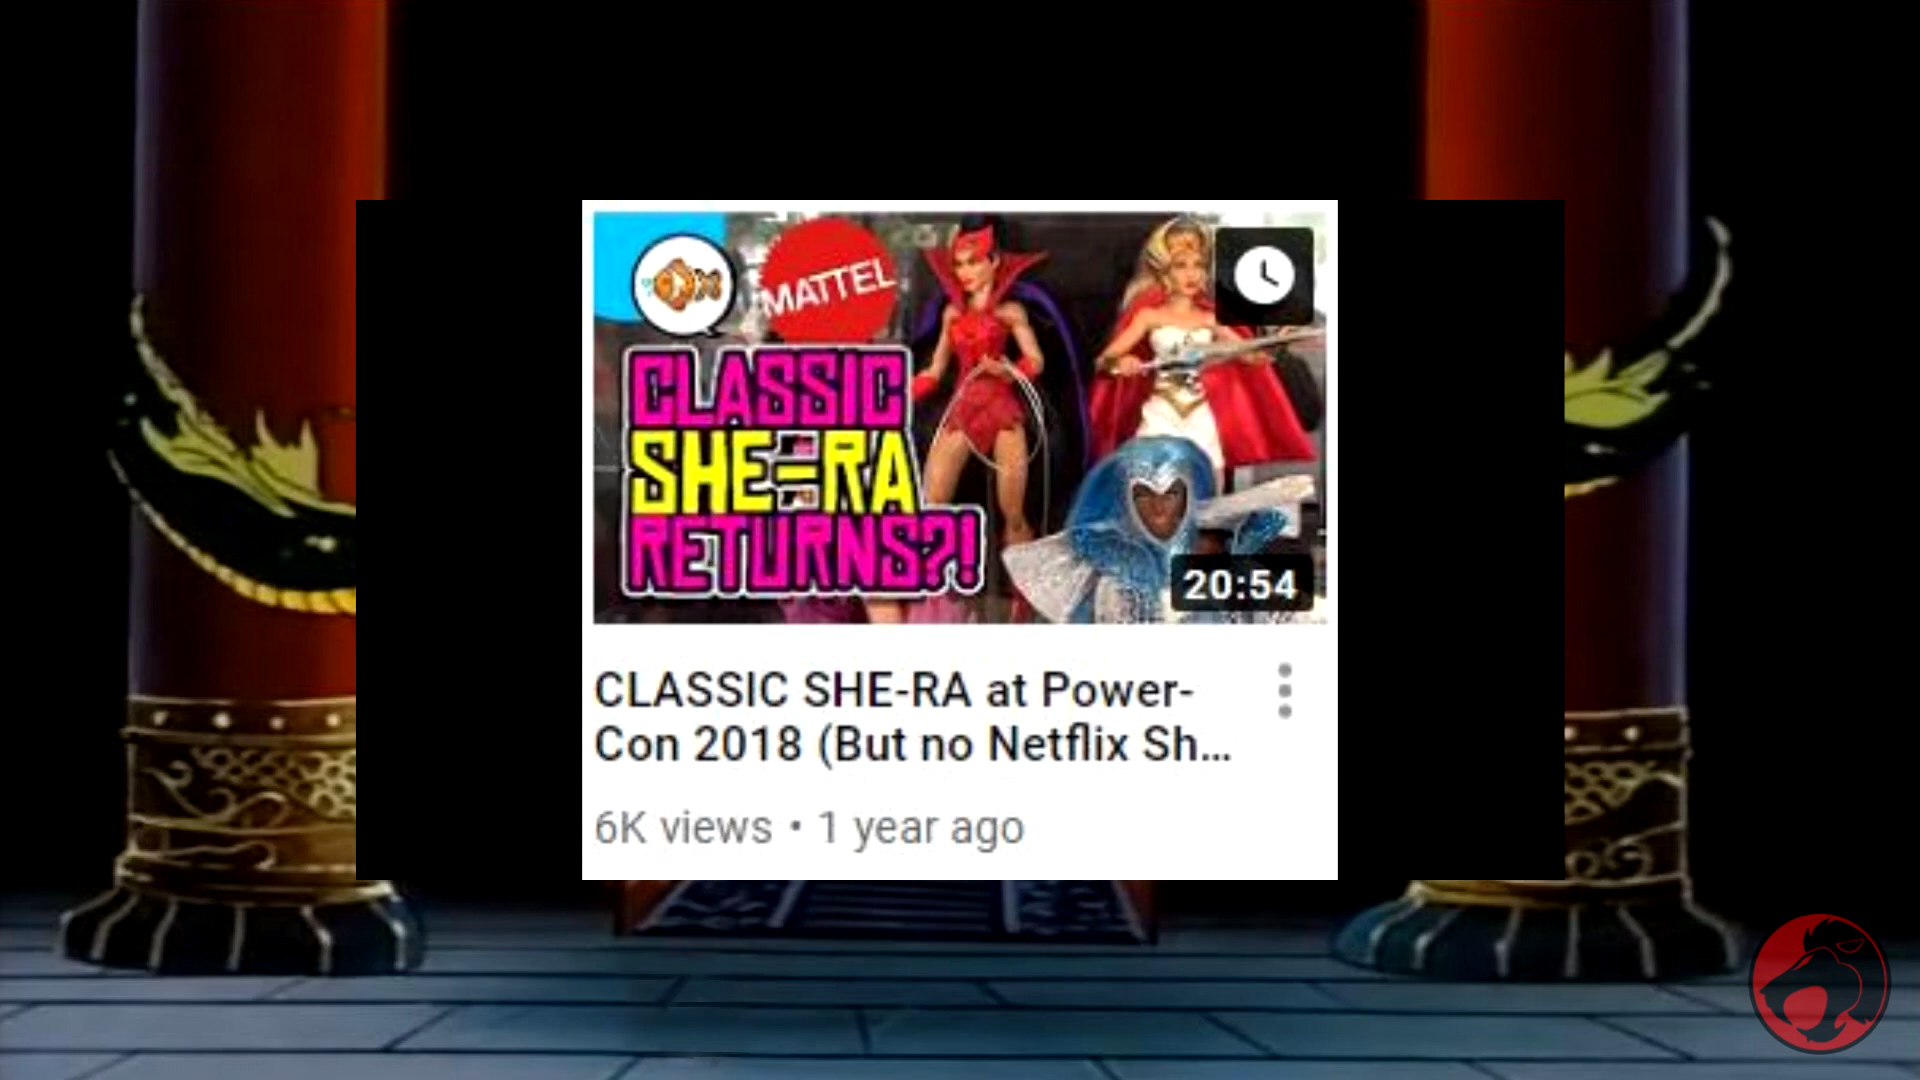 MATTEL
CLASSIC
SHE-RA
RETURNS?!
20:54
CLASSIC SHE-RA at Power-
Con 2018 (But no Netflix Sh...
6K views • 1 year ago